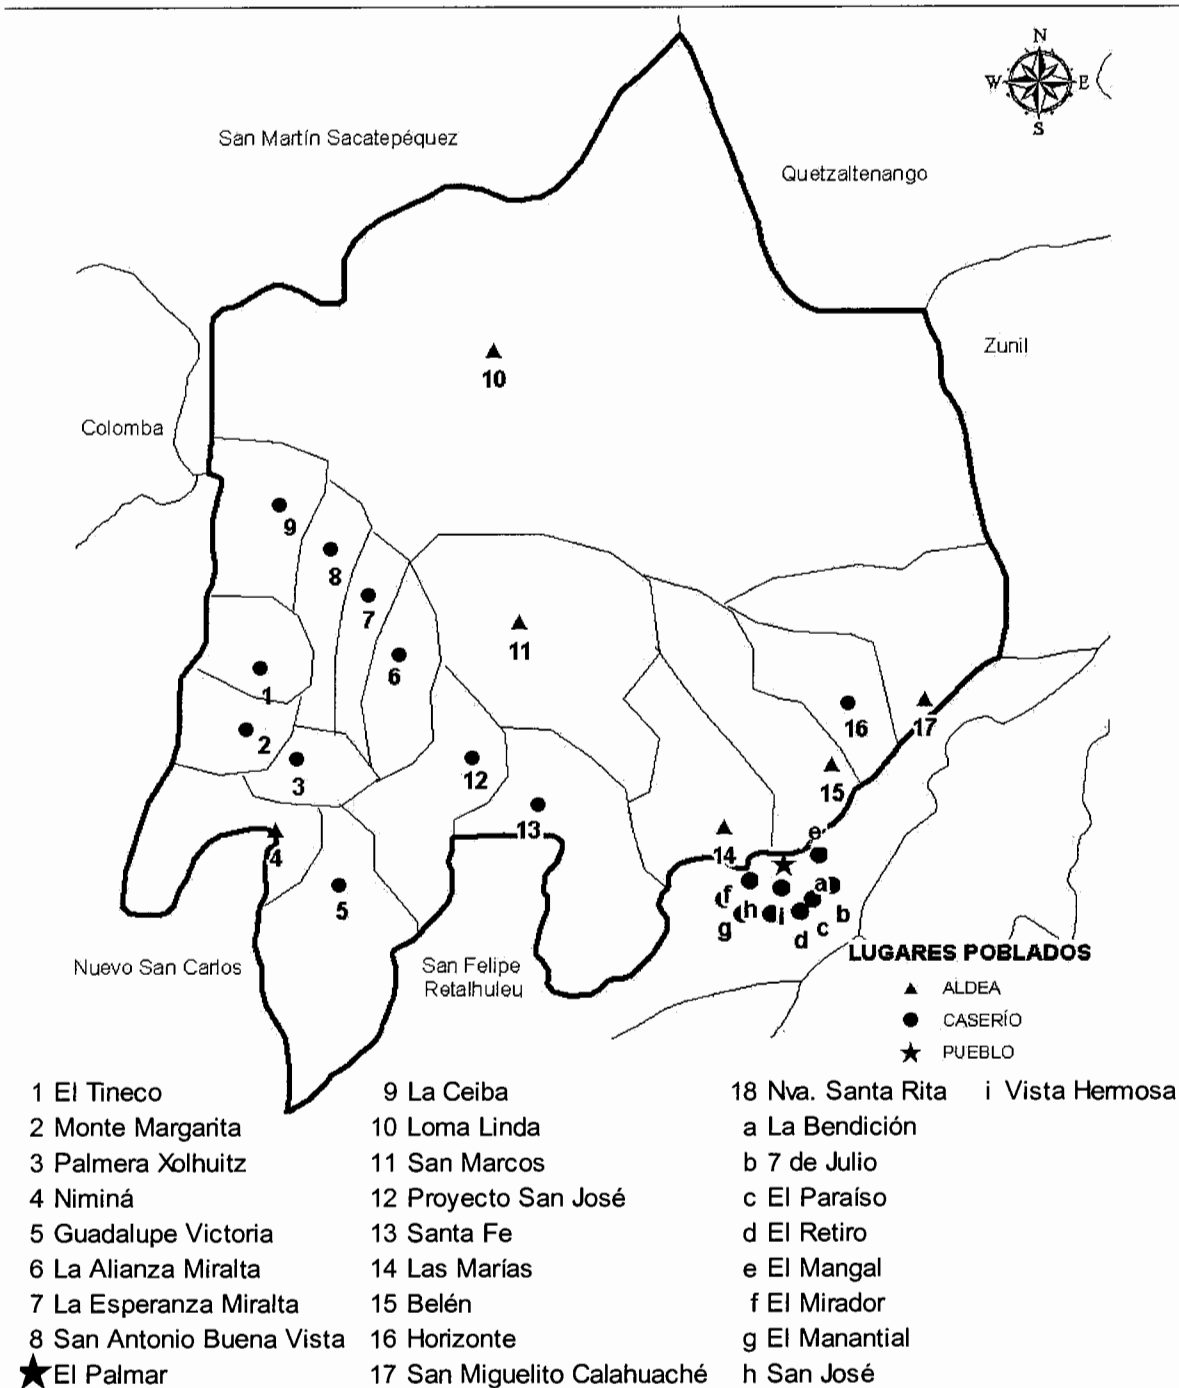 N
W E
S
San Martín Sacatepéquez
Quetzaltenango
Zunil
10
Colomba
9
8
7
11
6
1
16
17
2
12
3
15
13
e
14
4
a
f
h
i
b
5
g
c
d
LUGARES POBLADOS
Nuevo San Carlos
San Felipe
Retalhuleu
ALDEA
CASERÍO
PUEBLO
1 El Tineco
2 Monte Margarita
3 Palmera Xolhuitz
4 Niminá
5 Guadalupe Victoria
6 La Alianza Miralta
7 La Esperanza Miralta
8 San Antonio Buena Vista
★ El Palmar
9 La Ceiba
10 Loma Linda
11 San Marcos
12 Proyecto San José
13 Santa Fe
14 Las Marías
15 Belén
16 Horizonte
17 San Miguelito Calahuaché
18 Nva. Santa Rita
a La Bendición
b 7 de Julio
c El Paraíso
d El Retiro
e El Mangal
f El Mirador
g El Manantial
h San José
i Vista Hermosa